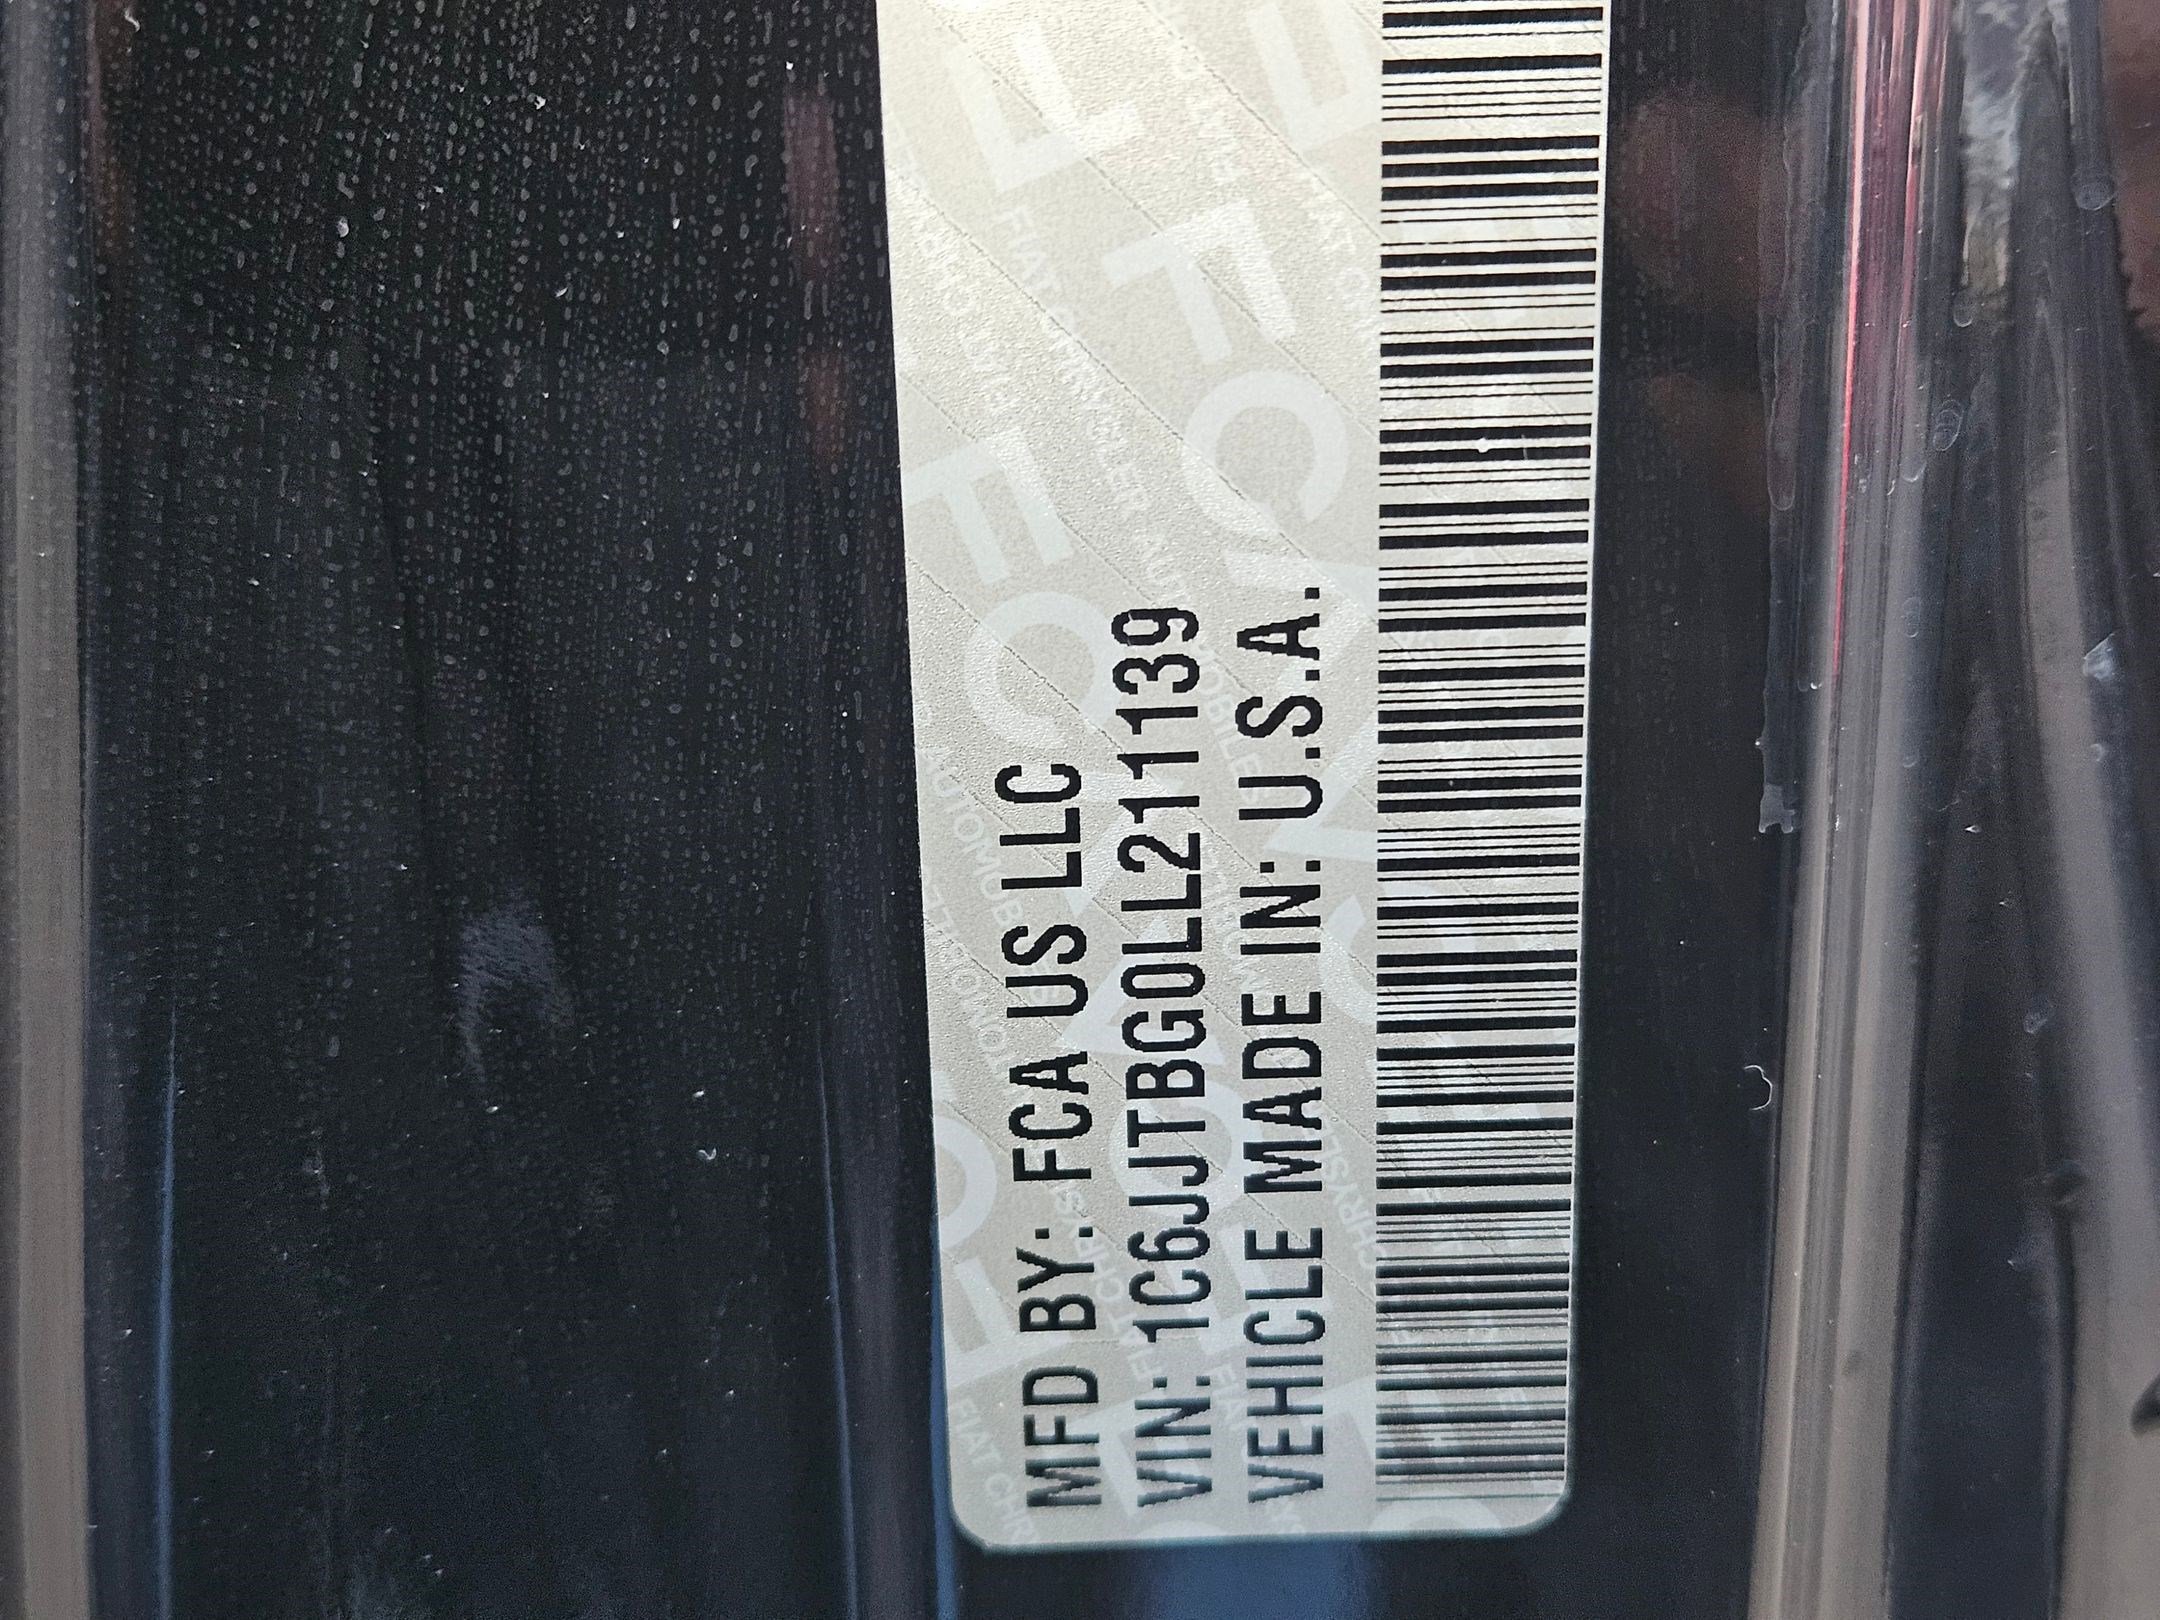 MFD BY: FCA US LLC
VIN: 1C6JJTBG0LL211139
VEHICLE MADE IN: U.S.A.